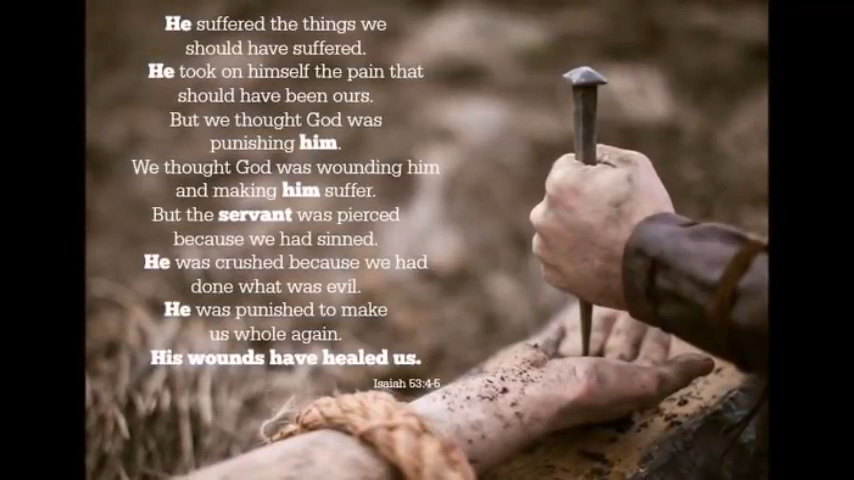 He suffered the things we
should have suffered.
He took on himself the pain that
should have been ours.
But we thought God was
punishing him.
We thought God was wounding him
and making him suffer.
But the servant was pierced
because we had sinned.
He was crushed because we had
done what was evil.
He was punished to make
us whole again.
His wounds have healed us.
Isaiah 53:4-5